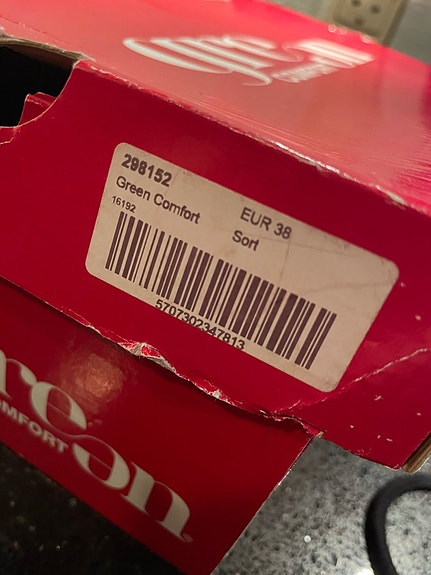 298152
Green Comfort
EUR 38
16192
Sort
5707302347813
COMFORT